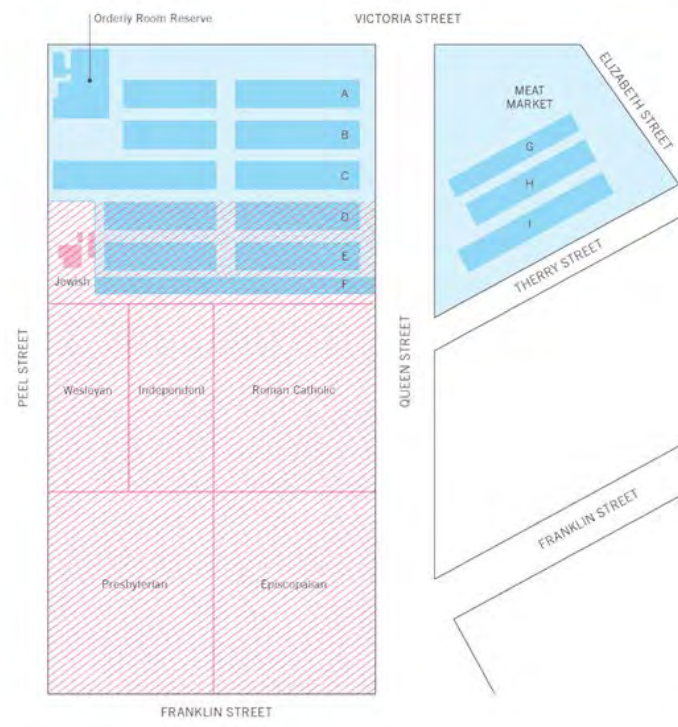 Orderly Room Reserve
VICTORIA STREET
ELIZABETH STREET
MEAT
MARKET
A
B
C
D
E
F
G
H
I
THERRY STREET
Jewish
PEEL STREET
QUEEN STREET
Wesleyan
Independent
Roman Catholic
FRANKLIN STREET
Presbyterian
Episcopalian
FRANKLIN STREET